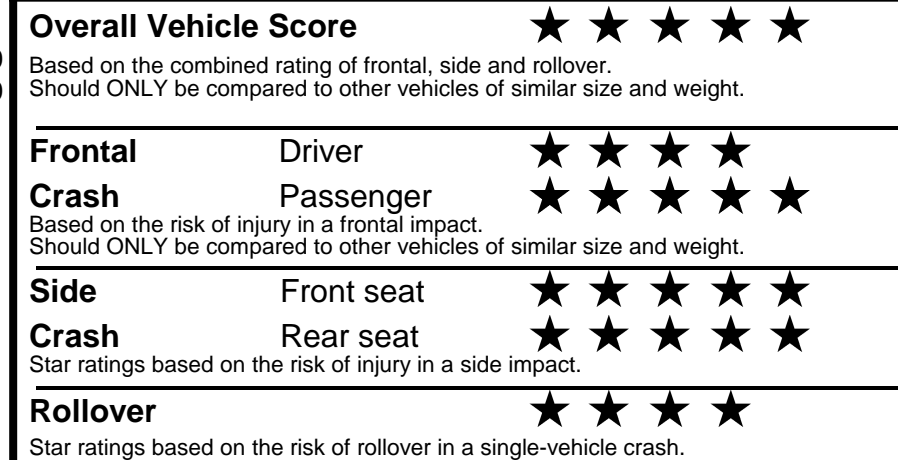 Overall Vehicle Score ★ ★ ★ ★ ★
Based on the combined rating of frontal, side and rollover.
Should ONLY be compared to other vehicles of similar size and weight.
Frontal Driver ★ ★ ★ ★
Crash Passenger ★ ★ ★ ★ ★
Based on the risk of injury in a frontal impact.
Should ONLY be compared to other vehicles of similar size and weight.
Side Front seat ★ ★ ★ ★ ★
Crash Rear seat ★ ★ ★ ★ ★
Star ratings based on the risk of injury in a side impact.
Rollover ★ ★ ★ ★
Star ratings based on the risk of rollover in a single-vehicle crash.